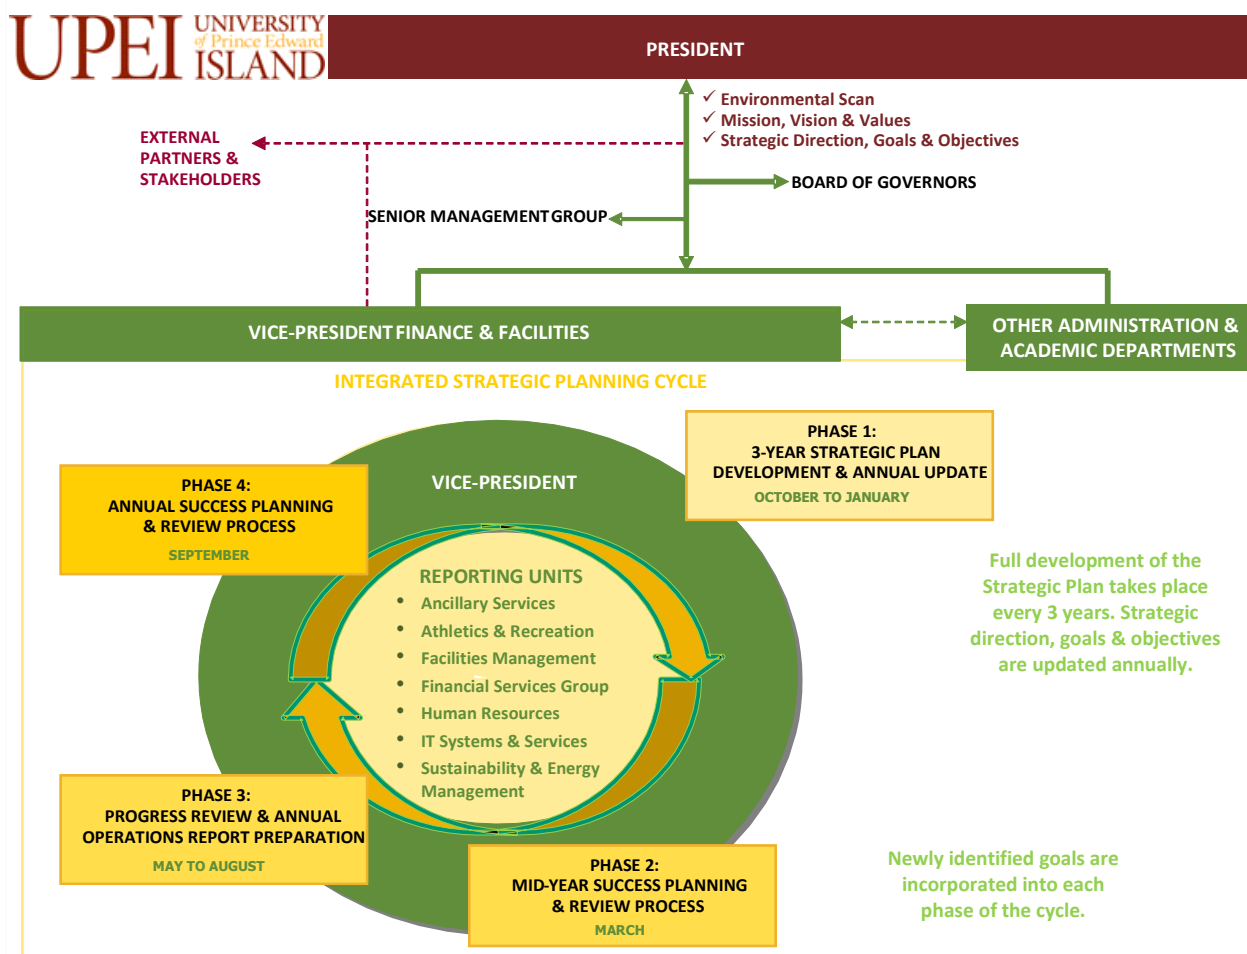 UPEI UNIVERSITY
of Prince Edward
ISLAND
PRESIDENT
✓ Environmental Scan
✓ Mission, Vision & Values
✓ Strategic Direction, Goals & Objectives
EXTERNAL
PARTNERS &
STAKEHOLDERS
BOARD OF GOVERNORS
SENIOR MANAGEMENT GROUP
VICE-PRESIDENT FINANCE & FACILITIES
OTHER ADMINISTRATION &
ACADEMIC DEPARTMENTS
INTEGRATED STRATEGIC PLANNING CYCLE
PHASE 1:
3-YEAR STRATEGIC PLAN
DEVELOPMENT & ANNUAL UPDATE
OCTOBER TO JANUARY
PHASE 4:
ANNUAL SUCCESS PLANNING
& REVIEW PROCESS
SEPTEMBER
VICE-PRESIDENT
REPORTING UNITS
• Ancillary Services
• Athletics & Recreation
• Facilities Management
• Financial Services Group
• Human Resources
• IT Systems & Services
• Sustainability & Energy
Management
Full development of the
Strategic Plan takes place
every 3 years. Strategic
direction, goals & objectives
are updated annually.
PHASE 3:
PROGRESS REVIEW & ANNUAL
OPERATIONS REPORT PREPARATION
MAY TO AUGUST
PHASE 2:
MID-YEAR SUCCESS PLANNING
& REVIEW PROCESS
MARCH
Newly identified goals are
incorporated into each
phase of the cycle.